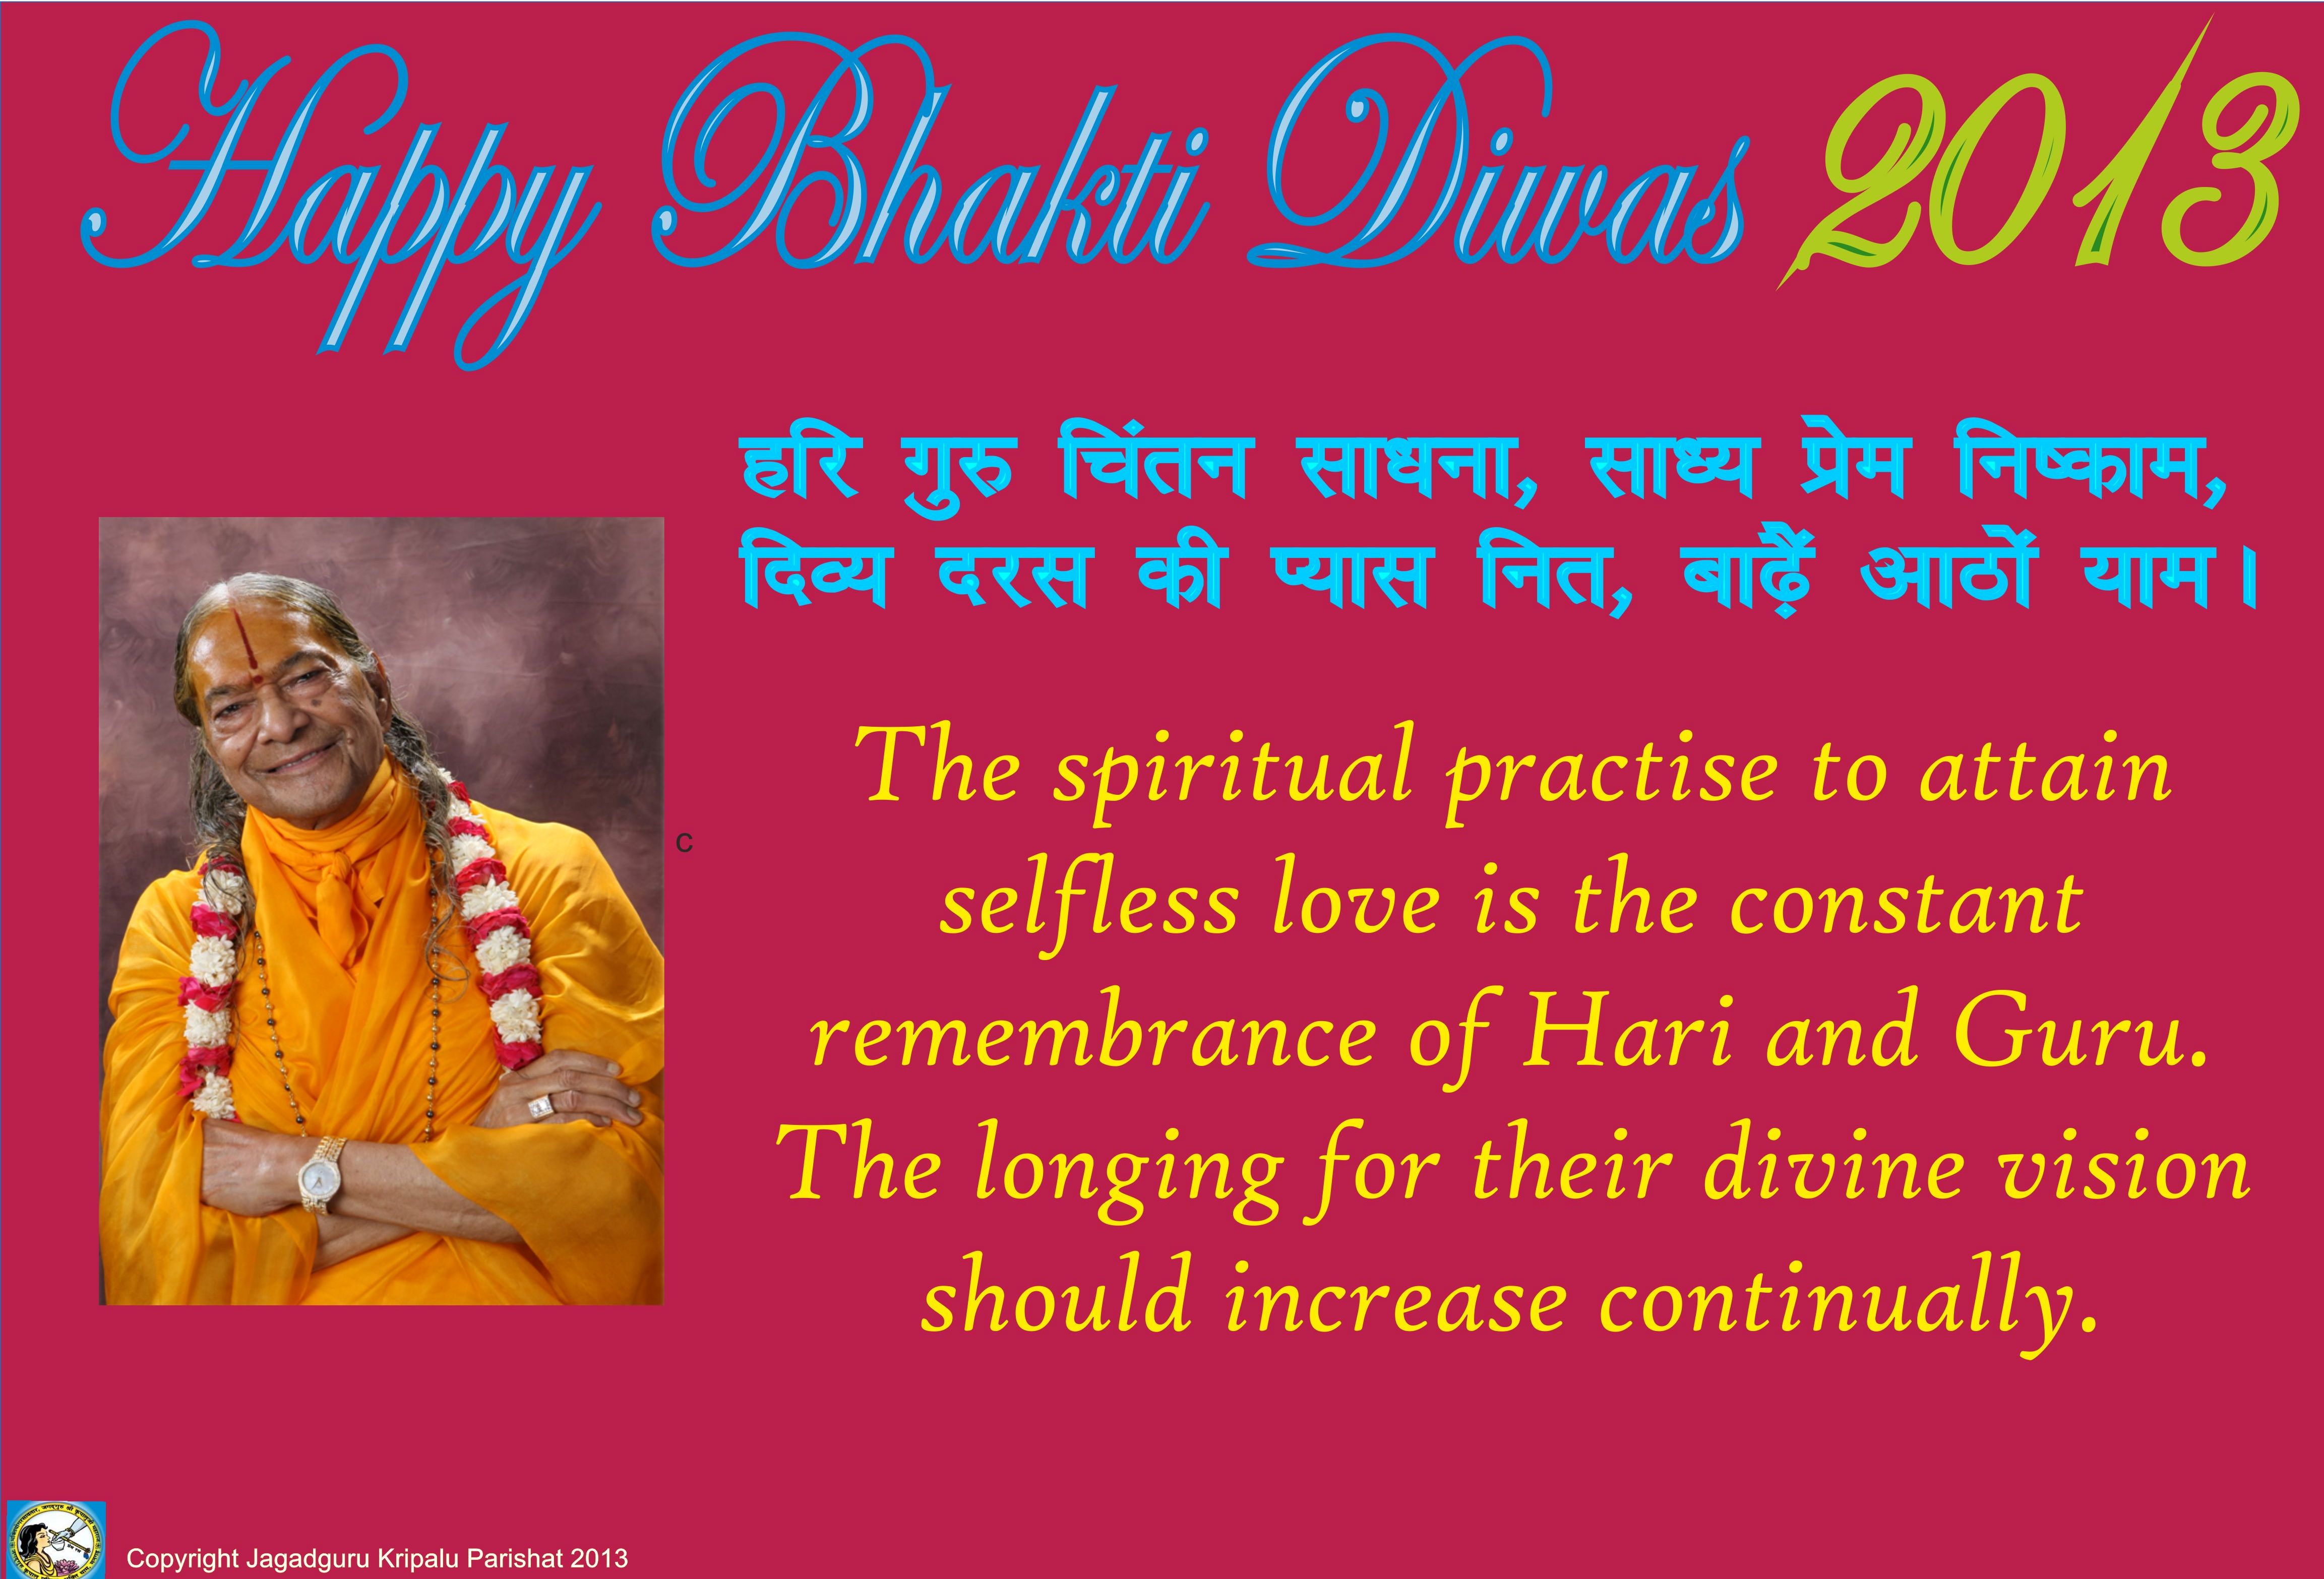 Happy Bhakti Diwas 2013
हरि गुरु चिंतन साधना, साध्य प्रेम निष्काम,
दिव्य दरस की प्यास नित, बाढ़ैं आठों याम।
The spiritual practise to attain
c
selfless love is the constant
remembrance of Hari and Guru.
The longing for their divine vision
should increase continually.
Copyright Jagadguru Kripalu Parishat 2013